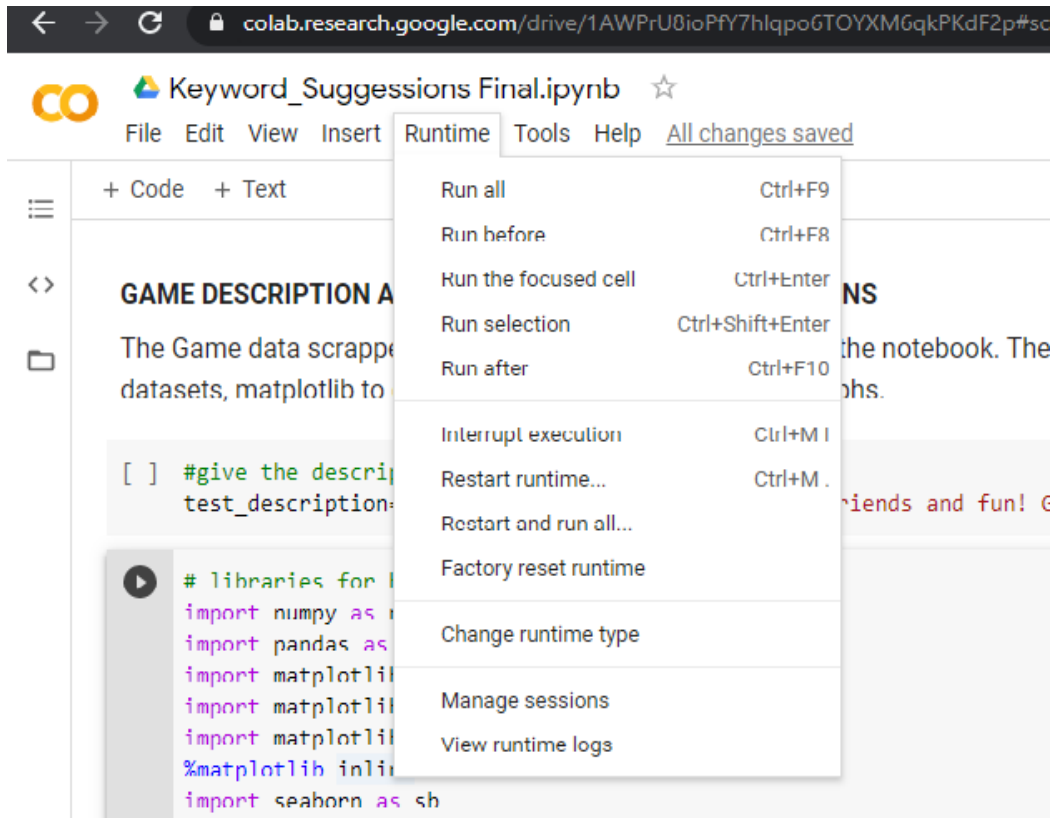 colab.research.google.com/drive/1AWPrU8ioPfY7hIqpo6TOYXM6qkPKdF2p#sc
CO
Keyword_Suggessions Final.ipynb
File Edit View Insert Runtime Tools Help All changes saved
+ Code + Text
Run all Ctrl+F9
Run before Ctrl+F8
Run the focused cell Ctrl+Enter
Run selection Ctrl+Shift+Enter
Run after Ctrl+F10
Interrupt execution Ctrl+M I
Restart runtime... Ctrl+M .
Restart and run all...
Factory reset runtime
Change runtime type
Manage sessions
View runtime logs
GAME DESCRIPTION A NS
The Game data scrappe the notebook. The
datasets, matplotlib to phs.
[ ] #give the descrip
test_description= riends and fun! G
# libraries for
import numpy as
import pandas as
import matplotlib
import matplotlib
import matplotlib
%matplotlib inlin
import seaborn as sb